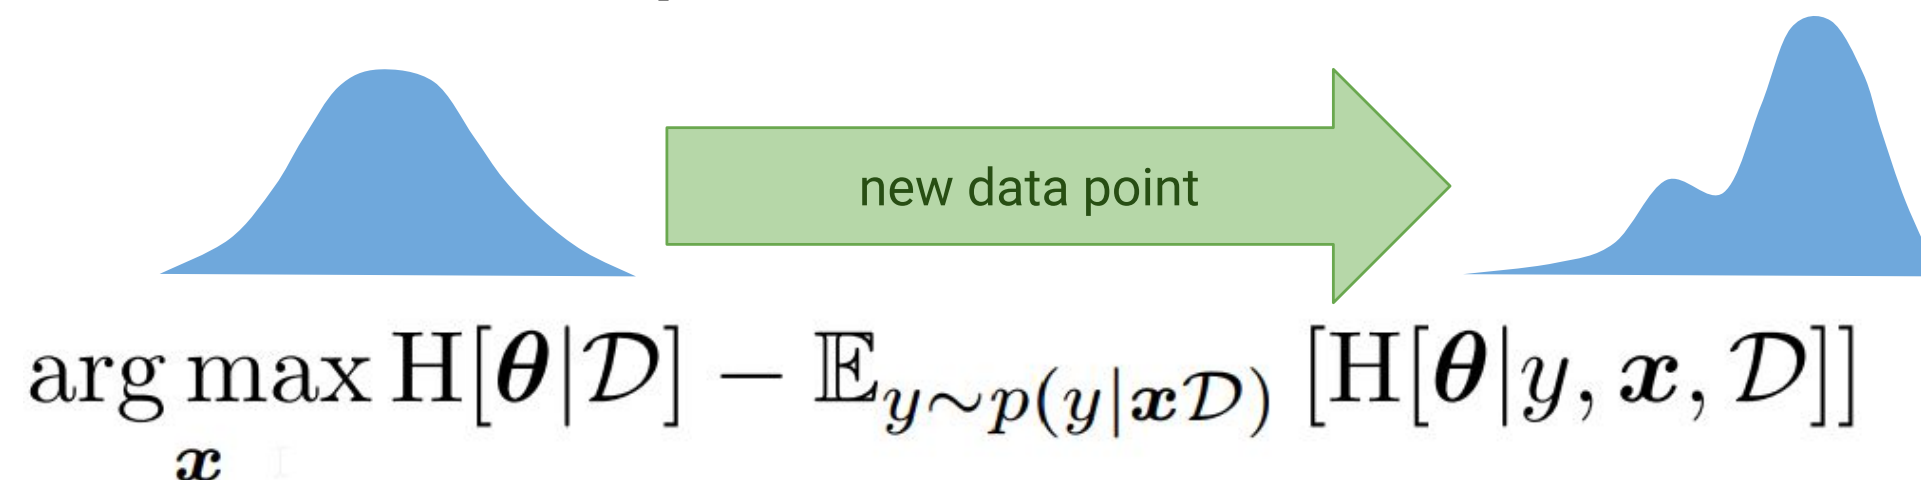 new data point
arg max H[θ|𝒟] − 𝔼_{y∼p(y|x𝒟)} [H[θ|y, x, 𝒟]]
x